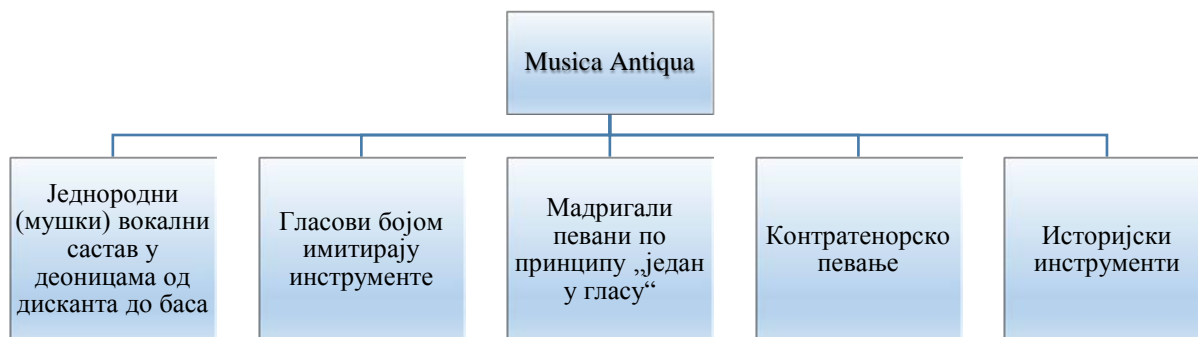 Musica Antiqua
Једнородни
(мушки) вокални
састав у
деоницама од
дисканта до баса
Гласови бојом
имитирају
инструменте
Мадригали
певани по
принципу „један
у гласу“
Контратенорско
певање
Историјски
инструменти